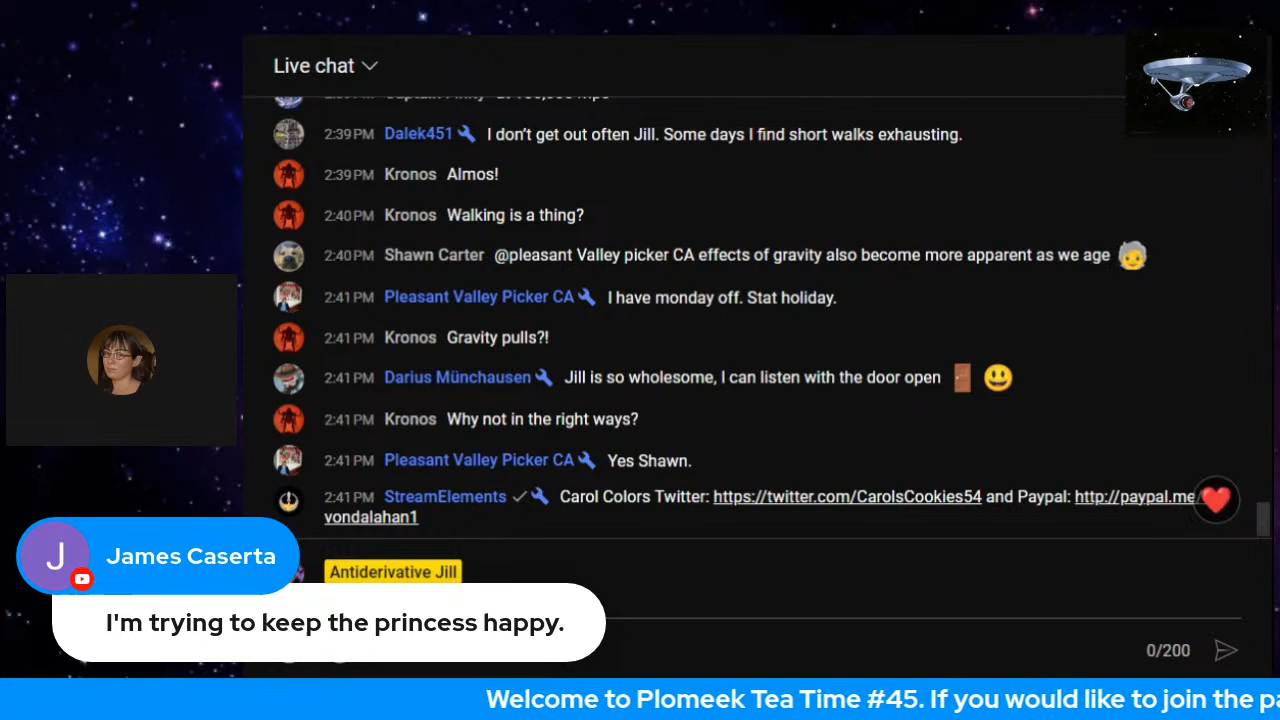 Live chat
2:39 PM Dalek451 I don't get out often Jill. Some days I find short walks exhausting.
2:39 PM Kronos Almos!
2:40 PM Kronos Walking is a thing?
2:40 PM Shawn Carter @pleasant Valley picker CA effects of gravity also become more apparent as we age
2:41 PM Pleasant Valley Picker CA I have monday off. Stat holiday.
2:41 PM Kronos Gravity pulls?!
2:41 PM Darius Münchausen Jill is so wholesome, I can listen with the door open
2:41 PM Kronos Why not in the right ways?
2:41 PM Pleasant Valley Picker CA Yes Shawn.
2:41 PM StreamElements Carol Colors Twitter: https://twitter.com/CarolsCookies54 and Paypal: http://paypal.me/
vondalahan1
J James Caserta
Antiderivative Jill
I'm trying to keep the princess happy.
0/200
Welcome to Plomeek Tea Time #45. If you would like to join the pa